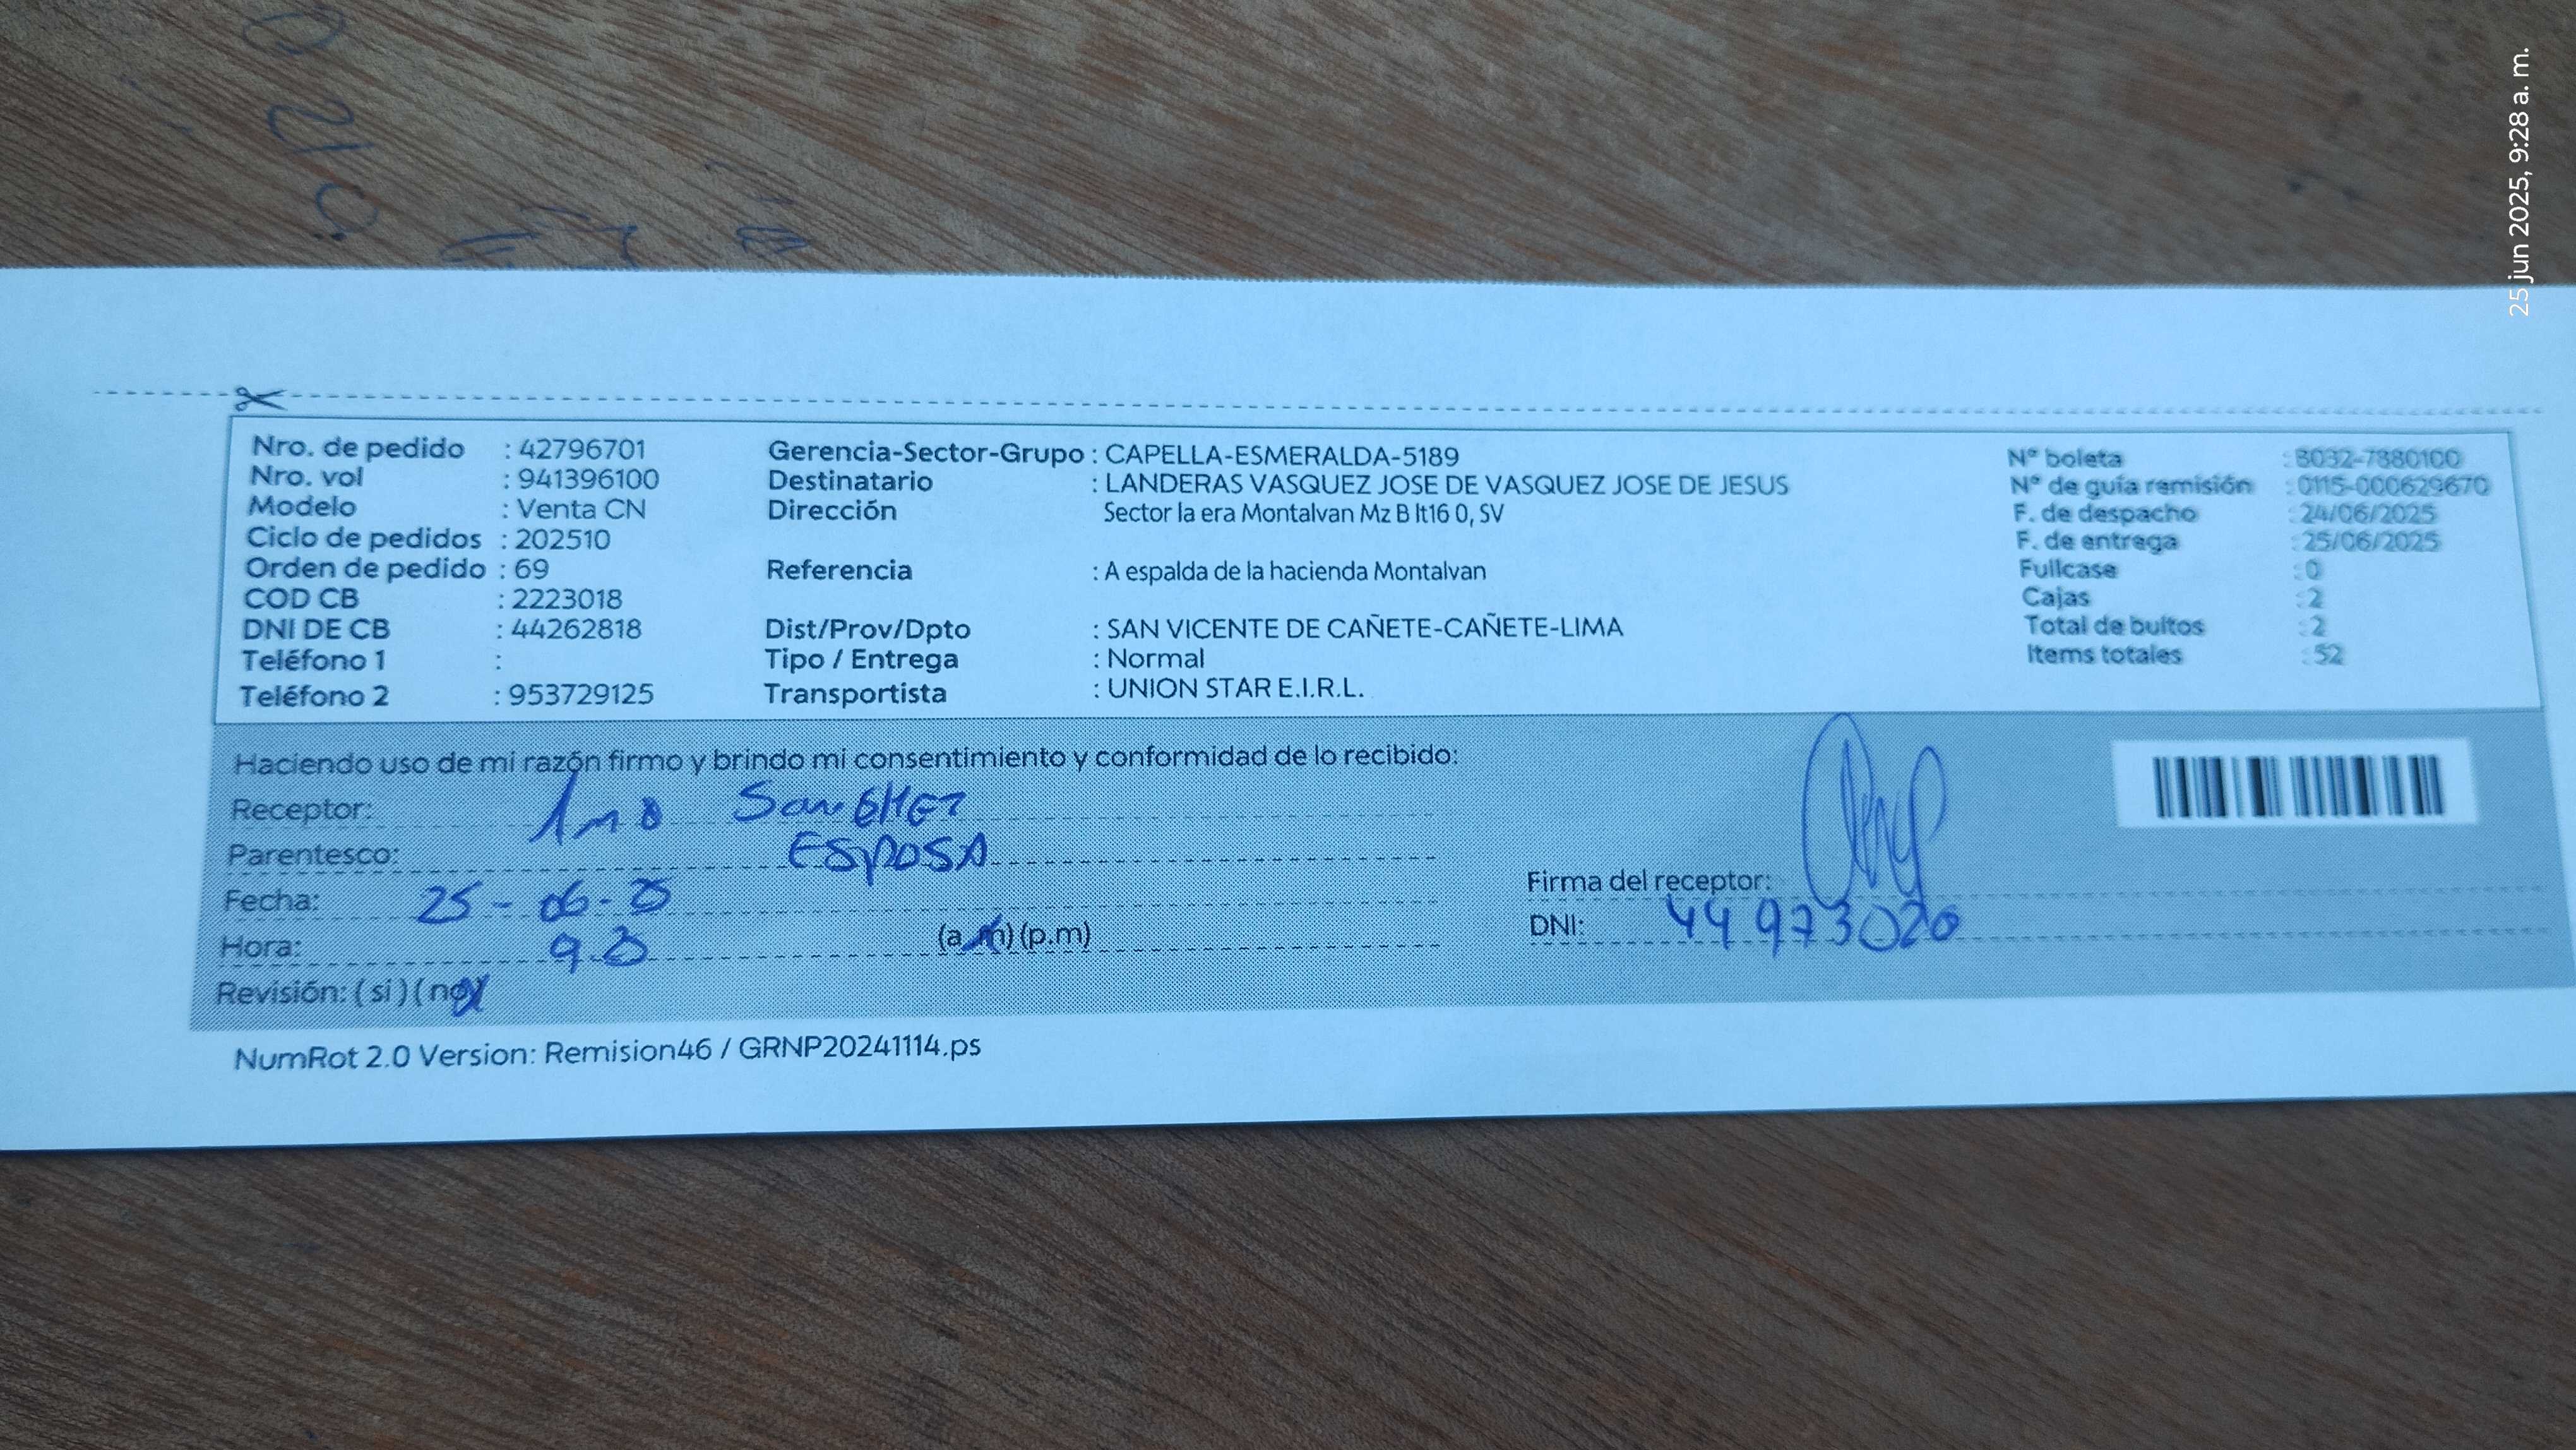 25 jun 2025, 9:28 a. m.
Nro. de pedido : 42796701
Nro. vol : 941396100
Modelo : Venta CN
Ciclo de pedidos : 202510
Orden de pedido : 69
COD CB : 2223018
DNI DE CB : 44262818
Teléfono 1 :
Teléfono 2 : 953729125
Gerencia-Sector-Grupo : CAPELLA-ESMERALDA-5189
Destinatario : LANDERAS VASQUEZ JOSE DE VASQUEZ JOSE DE JESUS
Dirección Sector la era Montalvan Mz B lt16 0, SV
Referencia : A espalda de la hacienda Montalvan
Dist/Prov/Dpto : SAN VICENTE DE CAÑETE-CAÑETE-LIMA
Tipo / Entrega : Normal
Transportista : UNION STAR E.I.R.L.
Nº boleta : B032-7880100
Nº de guía remisión : 0115-000629670
F. de despacho : 24/06/2025
F. de entrega : 25/06/2025
Fullcase : 0
Cajas : 2
Total de bultos : 2
Items totales : 52
Haciendo uso de mi razón firmo y brindo mi consentimiento y conformidad de lo recibido:
Receptor: SanCHEZ
Parentesco: ESPOSA
Fecha: 25 - 06 - 25
Hora: (a.m) (p.m)
Revisión: (si) (no)
Firma del receptor:
DNI: 44973020
NumRot 2.0 Version: Remision46 / GRNP20241114.ps